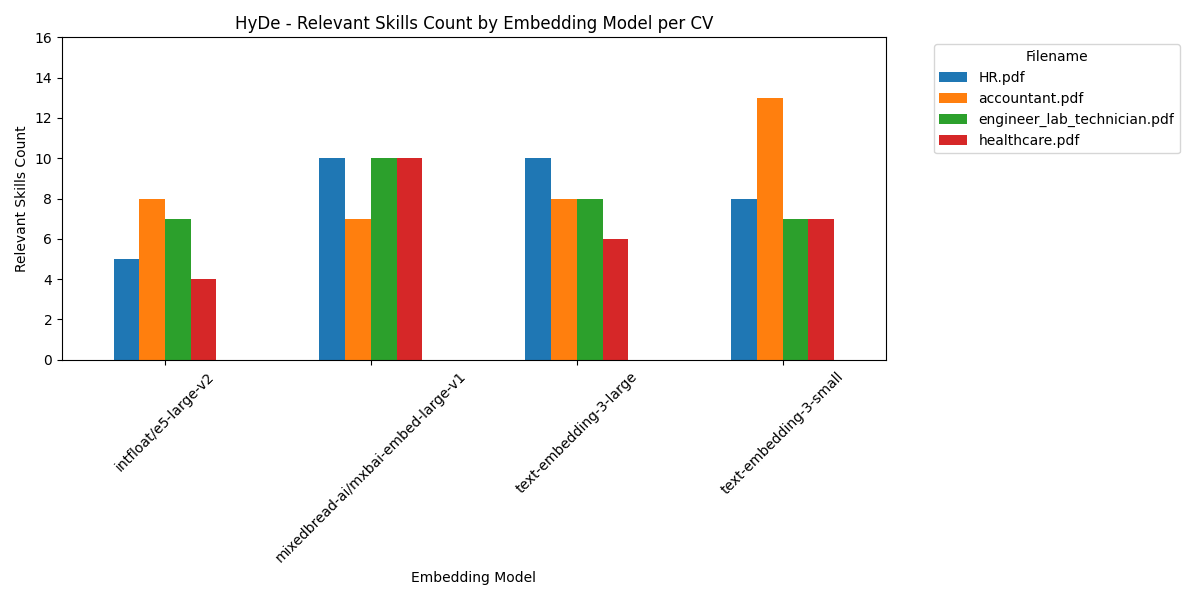 HyDe - Relevant Skills Count by Embedding Model per CV
Relevant Skills Count
16
14
12
10
8
6
4
2
0
intfloat/e5-large-v2
mixedbread-ai/mxbai-embed-large-v1
text-embedding-3-large
text-embedding-3-small
Embedding Model
Filename
HR.pdf
accountant.pdf
engineer_lab_technician.pdf
healthcare.pdf